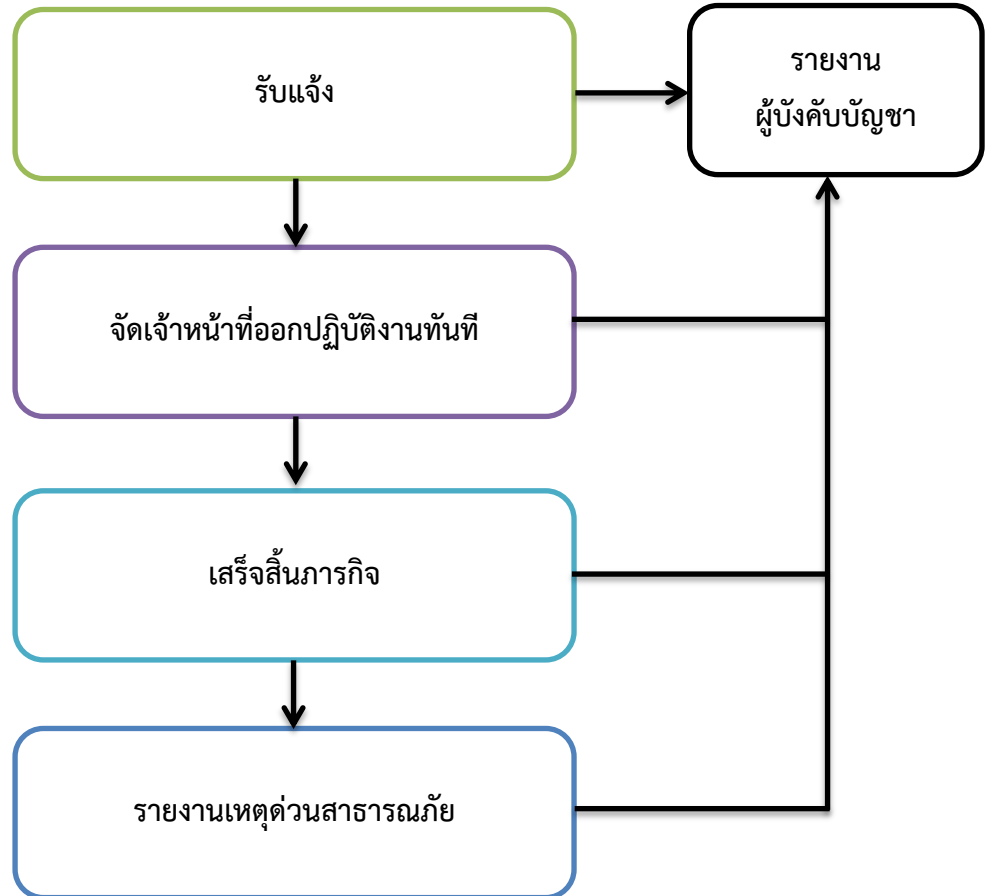 รับแจ้ง
รายงาน
ผู้บังคับบัญชา
จัดเจ้าหน้าที่ออกปฏิบัติงานทันที
เสร็จสิ้นภารกิจ
รายงานเหตุด่วนสาธารณภัย